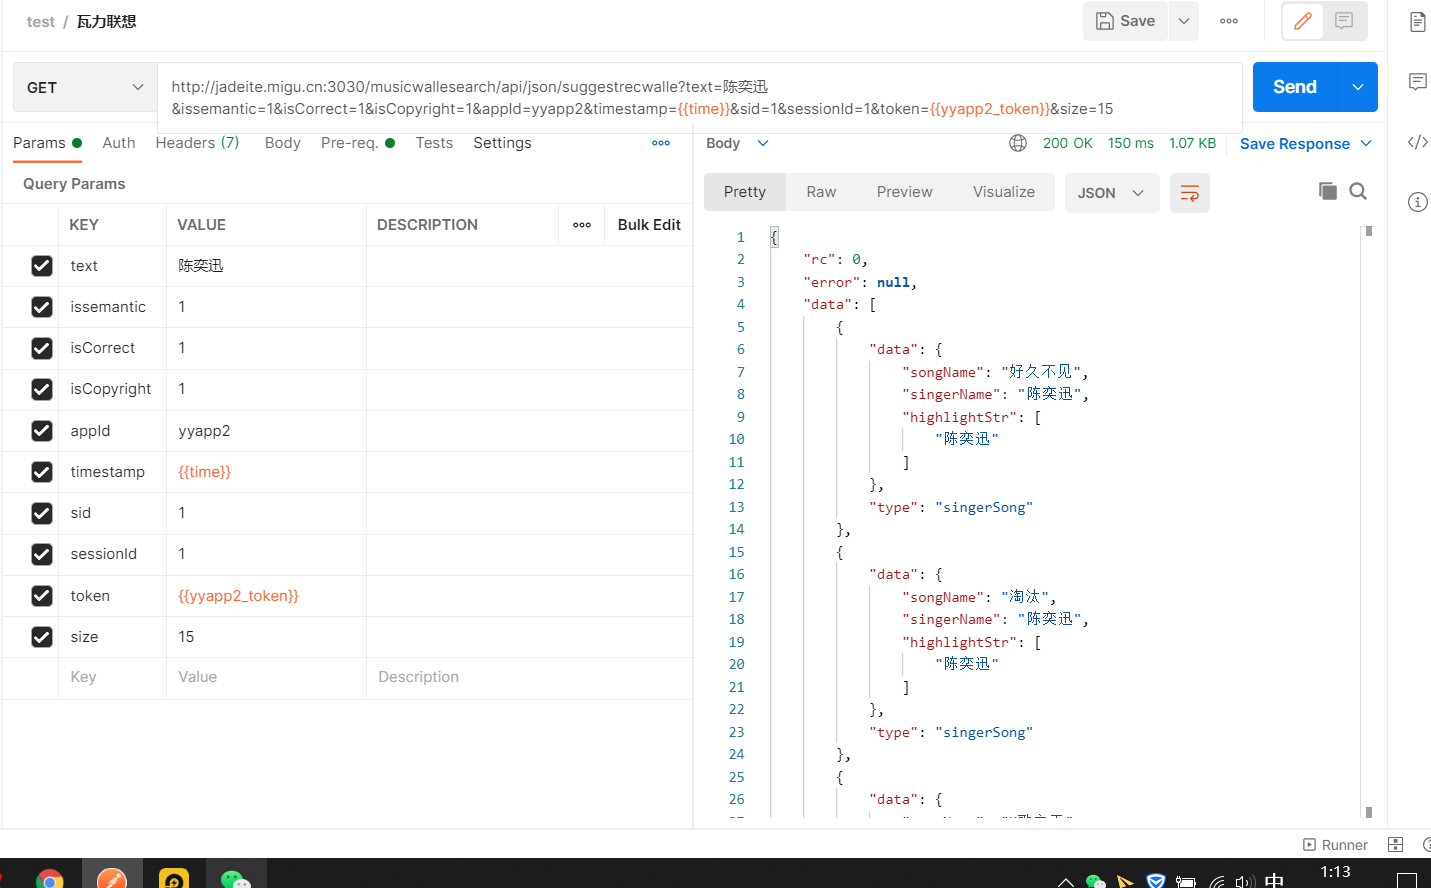 test / 瓦力联想
Save
GET
http://jadeite.migu.cn:3030/musicwallesearch/api/json/suggestrecwalle?text=陈奕迅
&issemantic=1&isCorrect=1&isCopyright=1&appId=yyapp2&timestamp={{time}}&sid=1&sessionId=1&token={{yyapp2_token}}&size=15
Send
Params Auth Headers (7) Body Pre-req. Tests Settings
Query Params
KEY VALUE DESCRIPTION Bulk Edit
text 陈奕迅
issemantic 1
isCorrect 1
isCopyright 1
appId yyapp2
timestamp {{time}}
sid 1
sessionId 1
token {{yyapp2_token}}
size 15
Key Value Description
Body 200 OK 150 ms 1.07 KB Save Response
Pretty Raw Preview Visualize JSON
1 {
2 "rc": 0,
3 "error": null,
4 "data": [
5 {
6 "data": {
7 "songName": "好久不见",
8 "singerName": "陈奕迅",
9 "highlightStr": [
10 "陈奕迅"
11 ]
12 },
13 "type": "singerSong"
14 },
15 {
16 "data": {
17 "songName": "淘汰",
18 "singerName": "陈奕迅",
19 "highlightStr": [
20 "陈奕迅"
21 ]
22 },
23 "type": "singerSong"
24 },
25 {
26 "data": {
Runner
中
1:13